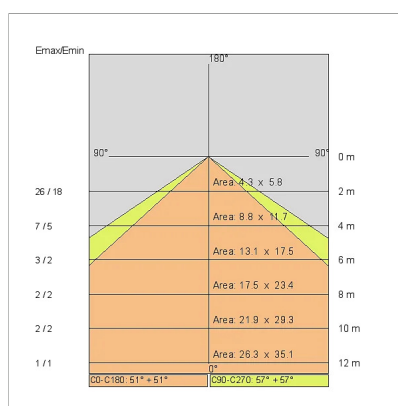 Emax/Emin
180°
90° 90° 0 m
26 / 18 Area: 4.3 x 5.8 2 m
7 / 5 Area: 8.8 x 11.7 4 m
3 / 2 Area: 13.1 x 17.5 6 m
2 / 2 Area: 17.5 x 23.4 8 m
2 / 2 Area: 21.9 x 29.3 10 m
1 / 1 Area: 26.3 x 35.1 12 m
0°
C0-C180: 51° + 51° C90-C270: 57° + 57°